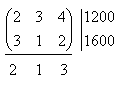 (2 3 4) |1200
(3 1 2) |1600
2 1 3